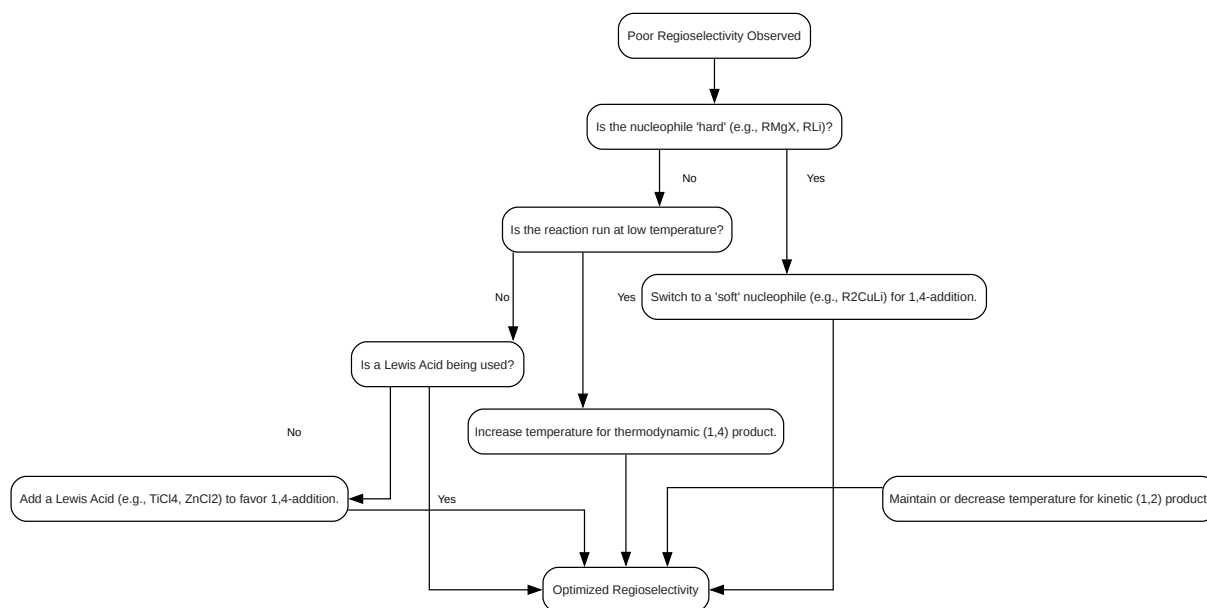 Poor Regioselectivity Observed
Is the nucleophile 'hard' (e.g., RMgX, RLi)?
No
Yes
Is the reaction run at low temperature?
No
Yes
Switch to a 'soft' nucleophile (e.g., R2CuLi) for 1,4-addition.
Is a Lewis Acid being used?
Increase temperature for thermodynamic (1,4) product.
No
Add a Lewis Acid (e.g., TiCl4, ZnCl2) to favor 1,4-addition.
Yes
Maintain or decrease temperature for kinetic (1,2) product
Optimized Regioselectivity